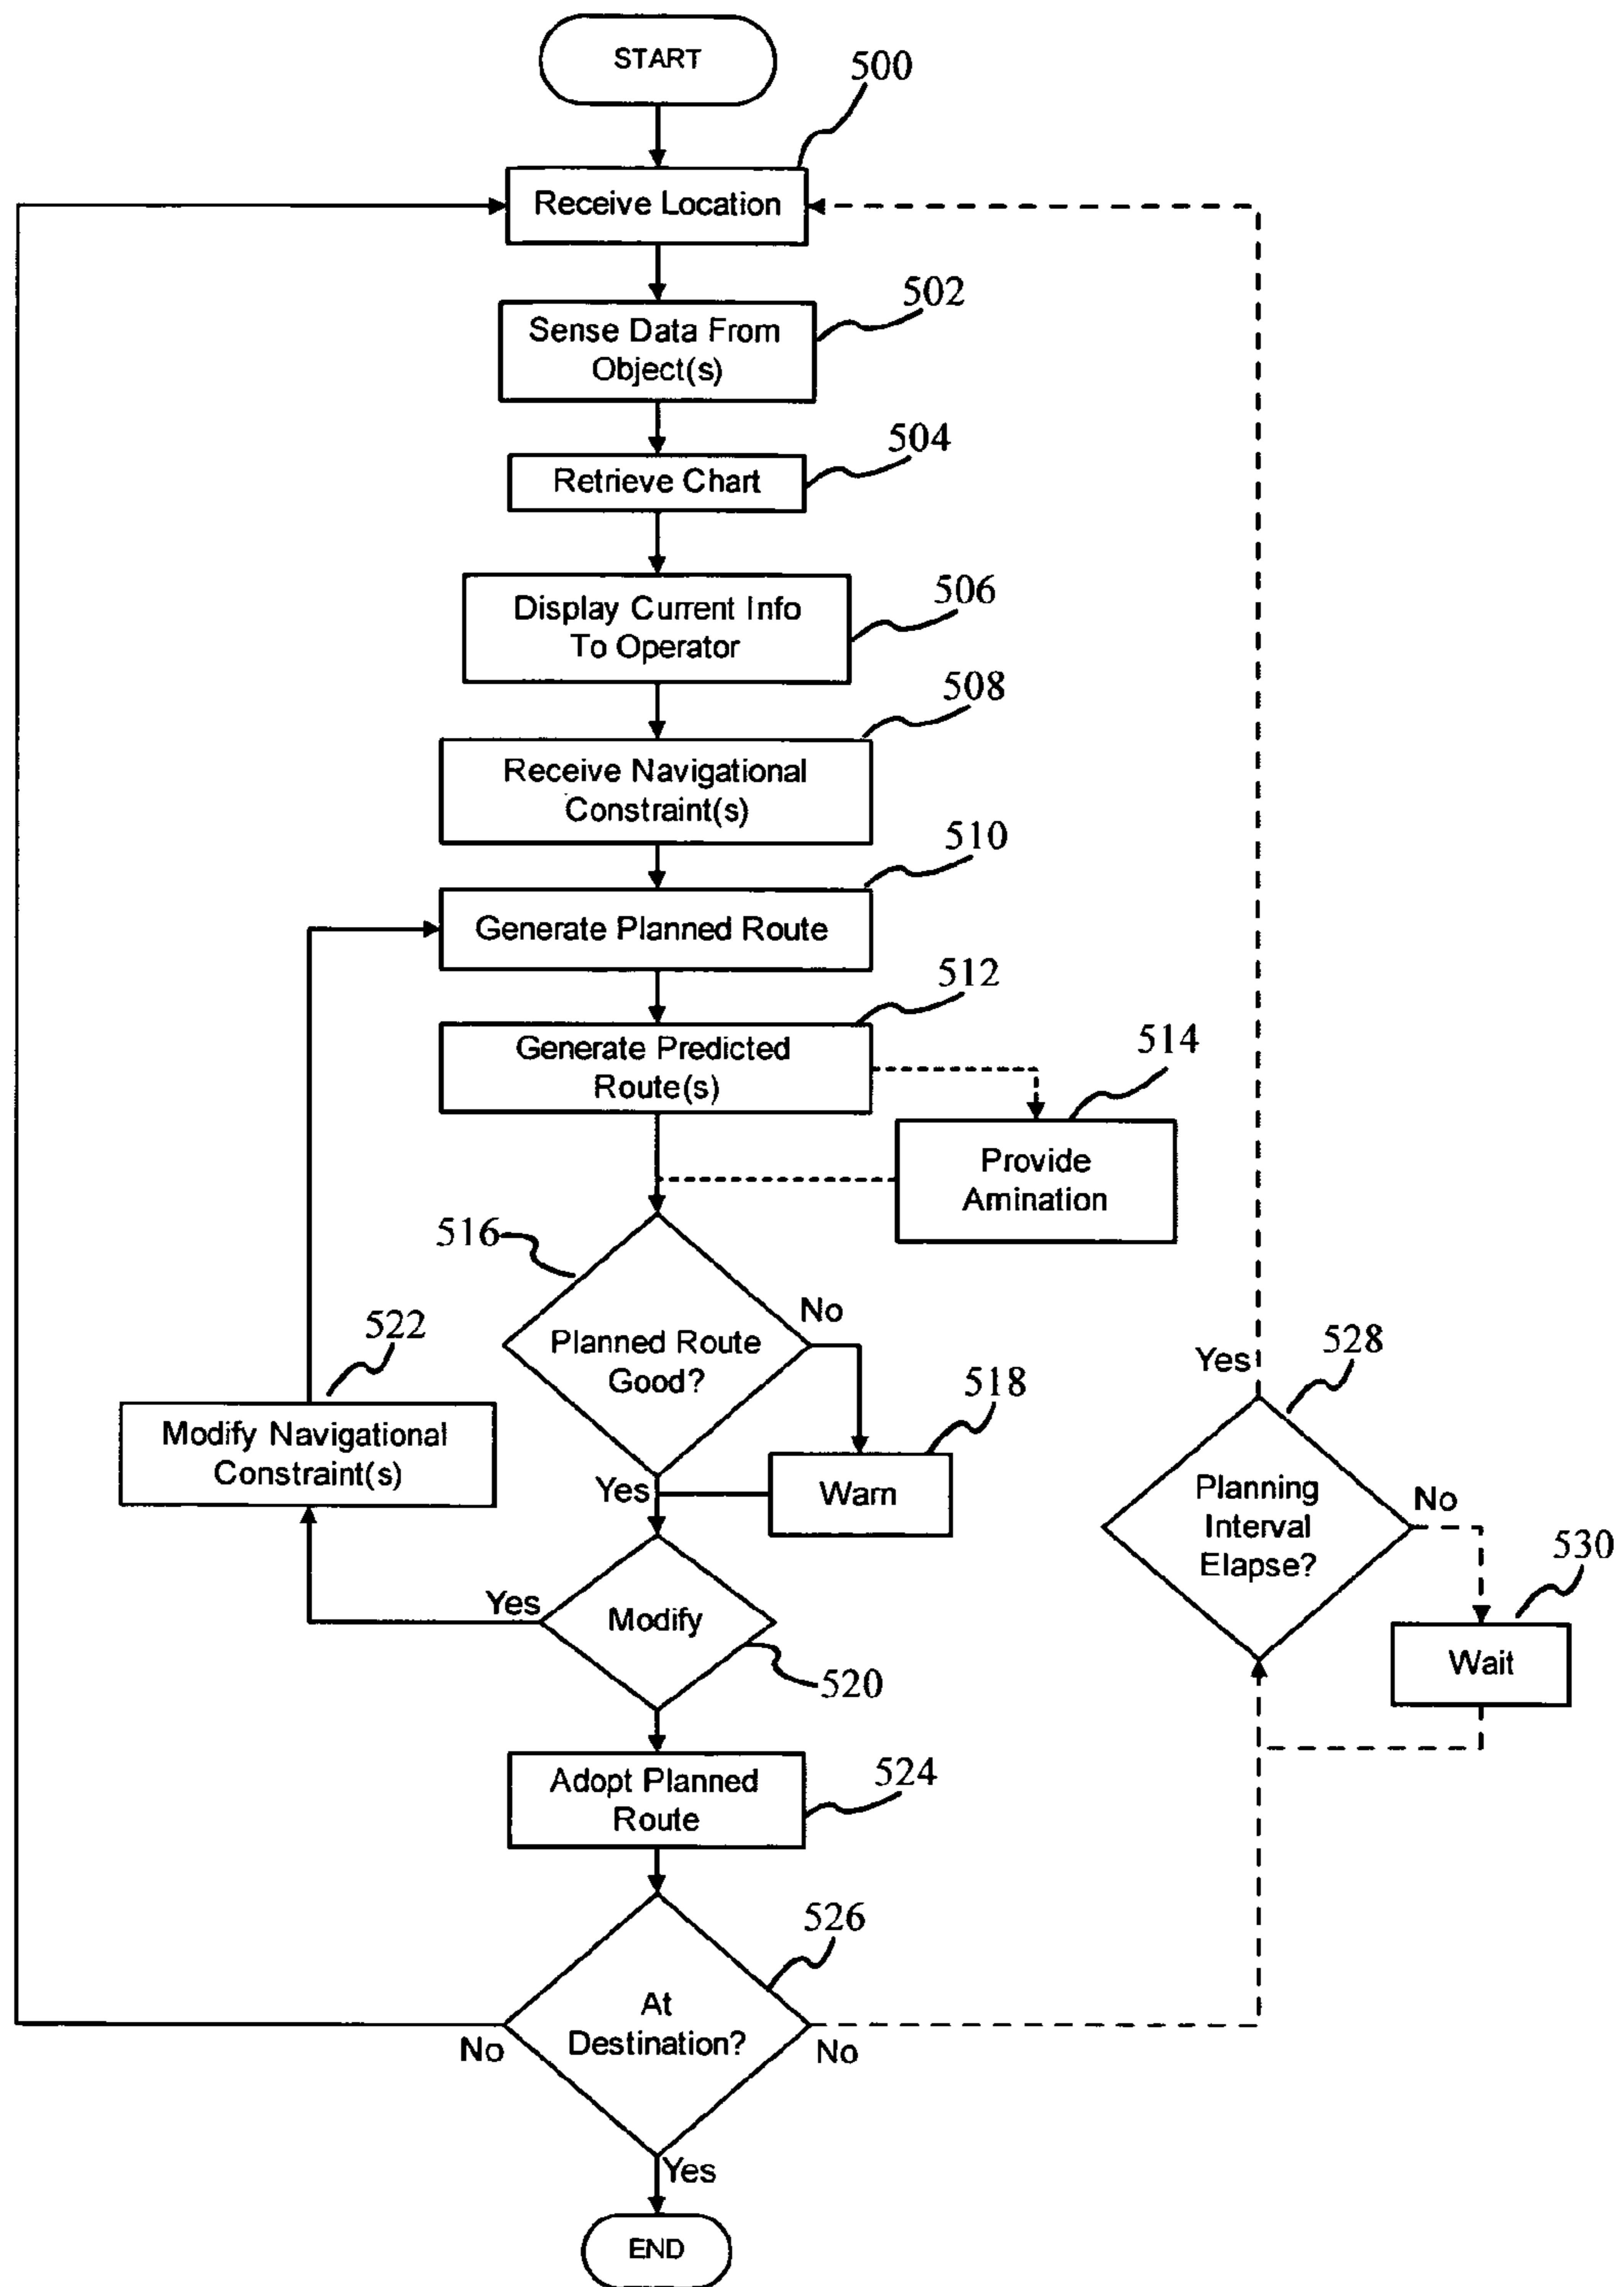 START
500
Receive Location
502
Sense Data From
Object(s)
504
Retrieve Chart
506
Display Current Info
To Operator
508
Receive Navigational
Constraint(s)
510
Generate Planned Route
512
Generate Predicted
Route(s)
514
Provide
Amination
516
No
Planned Route
Good?
522
528
Yes
518
Modify Navigational
Constraint(s)
Yes
Warn
Planning
Interval
Elapse?
No
530
Yes
Modify
Wait
520
Adopt Planned
Route
524
526
At
Destination?
No
No
Yes
END